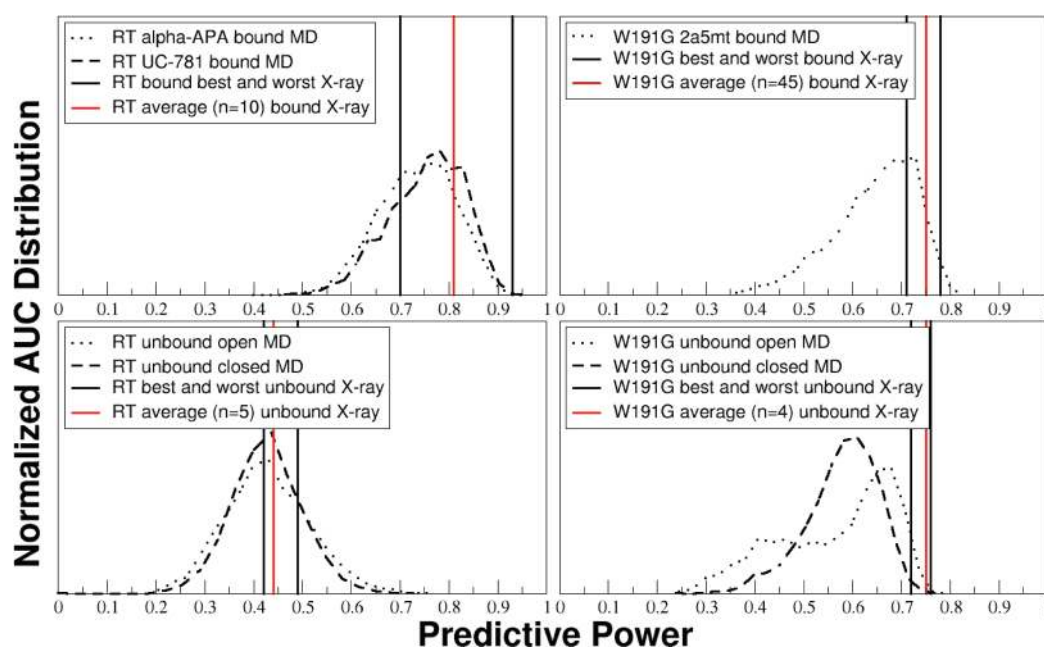 Normalized AUC Distribution
RT alpha-APA bound MD
RT UC-781 bound MD
RT bound best and worst X-ray
RT average (n=10) bound X-ray
0 0.1 0.2 0.3 0.4 0.5 0.6 0.7 0.8 0.9 1
W191G 2a5mt bound MD
W191G best and worst bound X-ray
W191G average (n=45) bound X-ray
0 0.1 0.2 0.3 0.4 0.5 0.6 0.7 0.8 0.9
RT unbound open MD
RT unbound closed MD
RT best and worst unbound X-ray
RT average (n=5) unbound X-ray
0 0.1 0.2 0.3 0.4 0.5 0.6 0.7 0.8 0.9 1
W191G unbound open MD
W191G unbound closed MD
W191G best and worst unbound X-ray
W191G average (n=4) unbound X-ray
0 0.1 0.2 0.3 0.4 0.5 0.6 0.7 0.8 0.9
Predictive Power